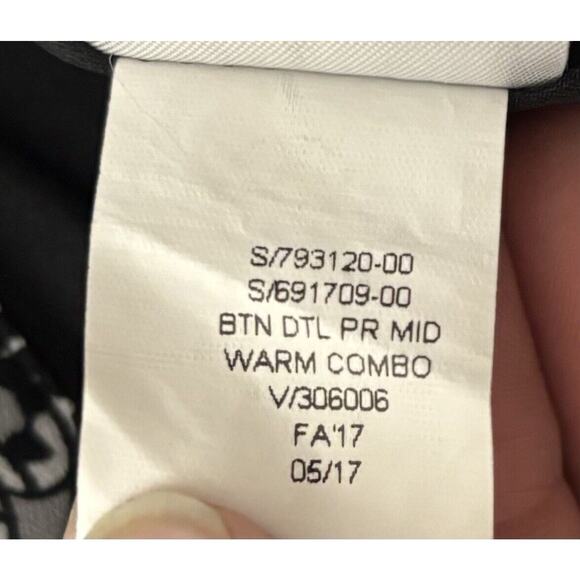 S/793120-00
S/691709-00
BTN DTL PR MID
WARM COMBO
V/306006
FA'17
05/17